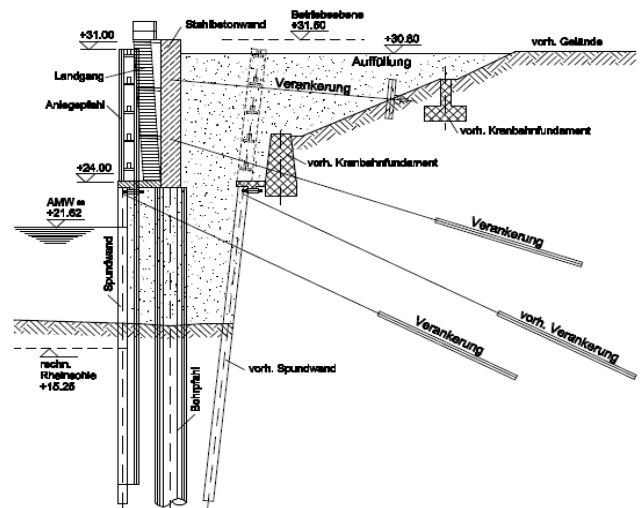 Stahlbetonwand
Betriebsebene
+31.50
+31.00
+30.60
vorh. Gelände
Auffüllung
Landgang
Verankerung
Anlegepfahl
vorh. Kranbahnfundament
vorh. Kranbahnfundament
+24.00
AMW =
+21.62
Verankerung
Spundwand
Verankerung
vorh. Verankerung
rechn.
Rheinsohle
+15.25
Bohrpfahl
vorh. Spundwand